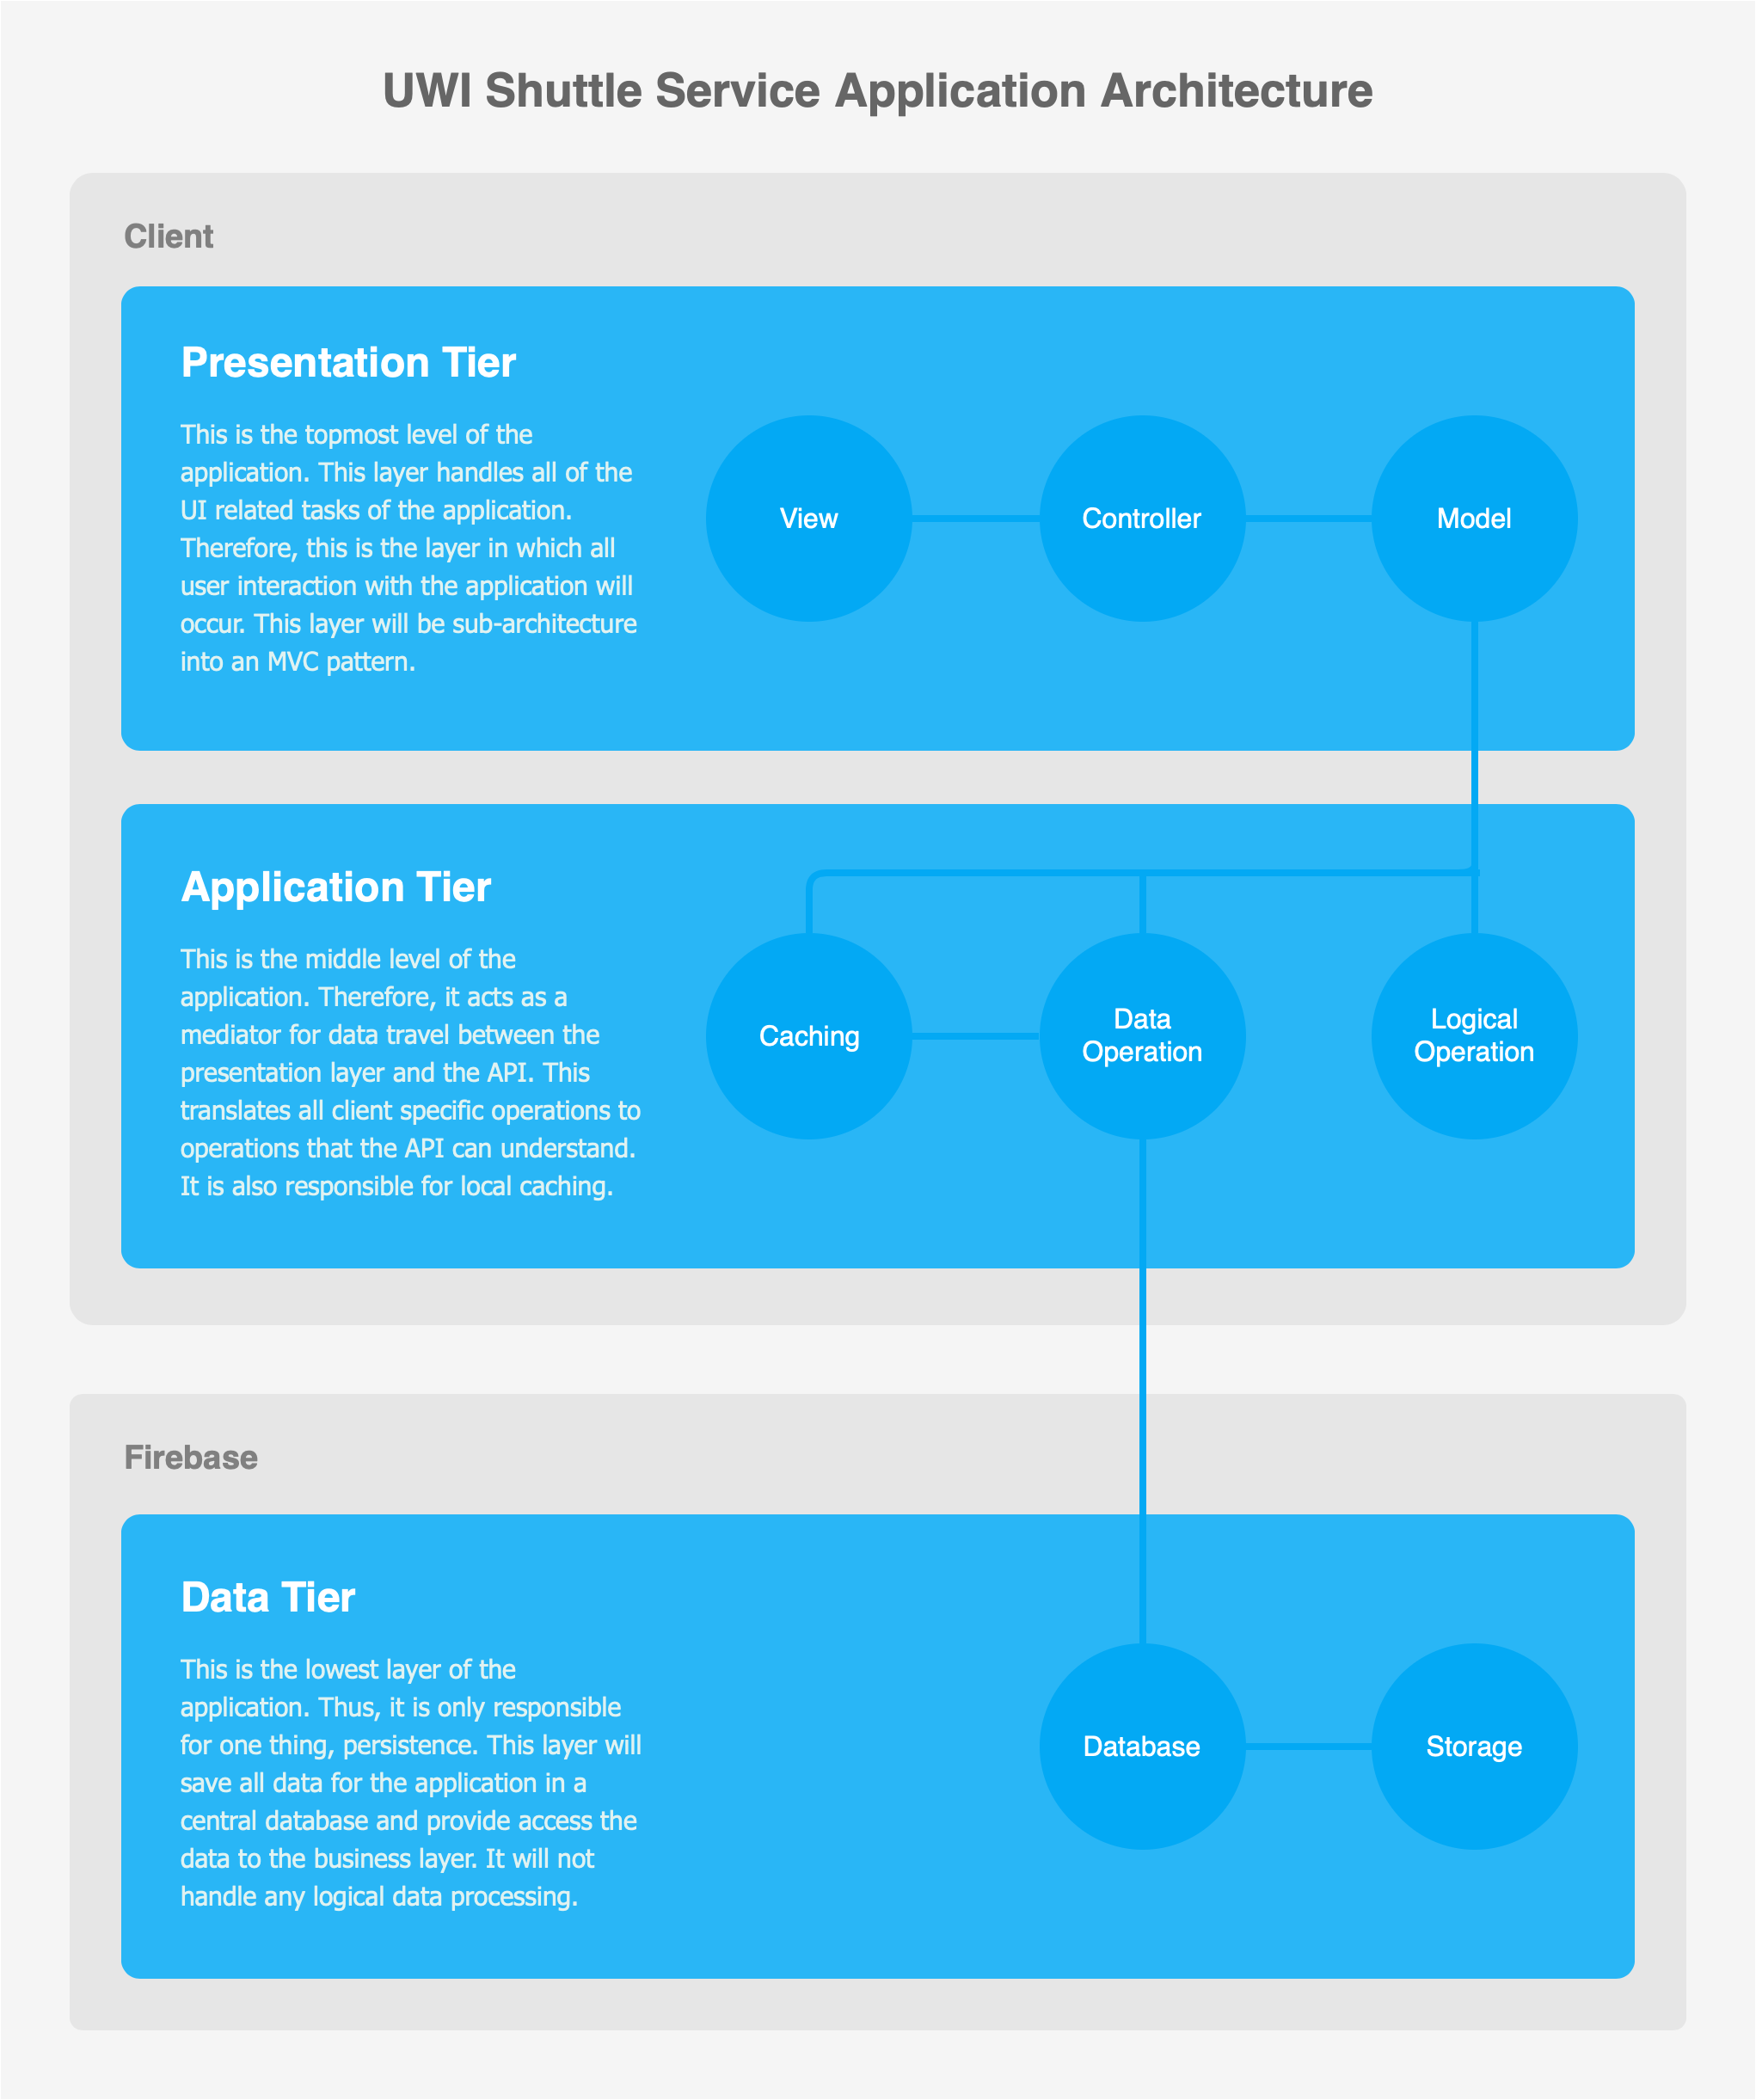 UWI Shuttle Service Application Architecture
Client
Presentation Tier
This is the topmost level of the
application. This layer handles all of the
UI related tasks of the application.
Therefore, this is the layer in which all
user interaction with the application will
occur. This layer will be sub-architecture
into an MVC pattern.
View
Controller
Model
Application Tier
This is the middle level of the
application. Therefore, it acts as a
mediator for data travel between the
presentation layer and the API. This
translates all client specific operations to
operations that the API can understand.
It is also responsible for local caching.
Caching
Data
Operation
Logical
Operation
Firebase
Data Tier
This is the lowest layer of the
application. Thus, it is only responsible
for one thing, persistence. This layer will
save all data for the application in a
central database and provide access the
data to the business layer. It will not
handle any logical data processing.
Database
Storage